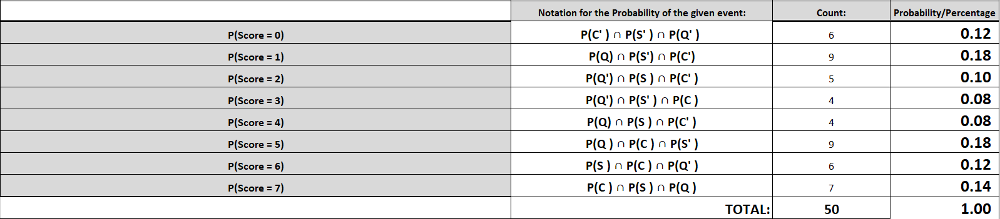 Notation for the Probability of the given event: Count: Probability/Percentage
P(Score = 0) P(C' ) ∩ P(S' ) ∩ P(Q' ) 6 0.12
P(Score = 1) P(Q) ∩ P(S') ∩ P(C') 9 0.18
P(Score = 2) P(Q') ∩ P(S ) ∩ P(C' ) 5 0.10
P(Score = 3) P(Q') ∩ P(S' ) ∩ P(C ) 4 0.08
P(Score = 4) P(Q) ∩ P(S ) ∩ P(C' ) 4 0.08
P(Score = 5) P(Q ) ∩ P(C ) ∩ P(S' ) 9 0.18
P(Score = 6) P(S ) ∩ P(C ) ∩ P(Q' ) 6 0.12
P(Score = 7) P(C ) ∩ P(S ) ∩ P(Q ) 7 0.14
TOTAL: 50 1.00